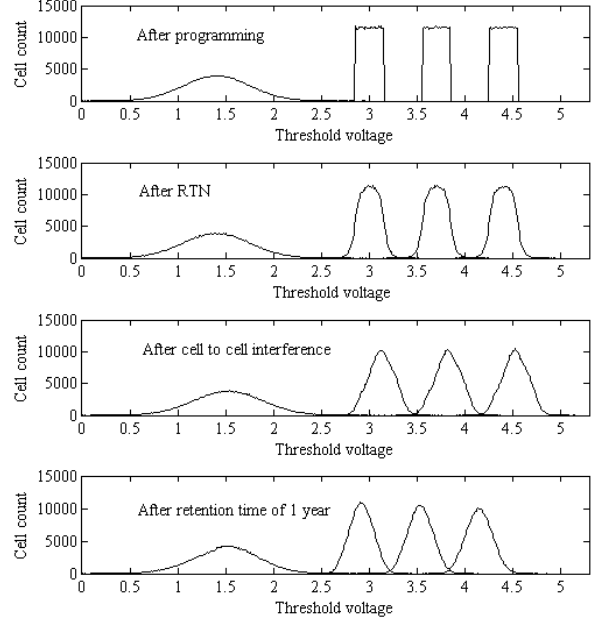 15000
10000
5000
0
Cell count
After programming
0 0.5 1 1.5 2 2.5 3 3.5 4 4.5 5
Threshold voltage
15000
10000
5000
0
Cell count
After RTN
0 0.5 1 1.5 2 2.5 3 3.5 4 4.5 5
Threshold voltage
15000
10000
5000
0
Cell count
After cell to cell interference
0 0.5 1 1.5 2 2.5 3 3.5 4 4.5 5
Threshold voltage
15000
10000
5000
0
Cell count
After retention time of 1 year
0 0.5 1 1.5 2 2.5 3 3.5 4 4.5 5
Threshold voltage